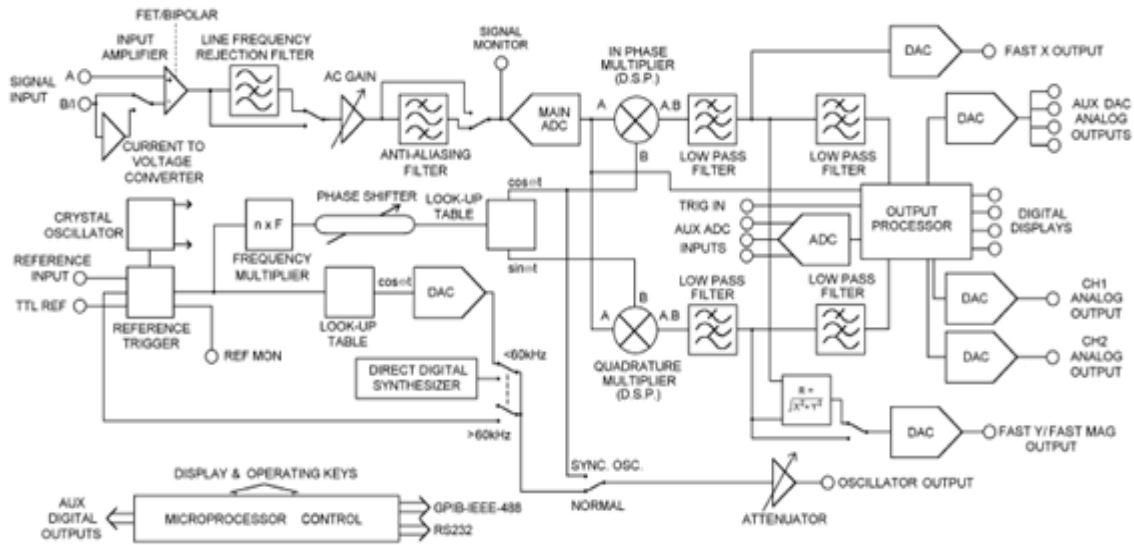 FET/BIPOLAR
INPUT
AMPLIFIER
LINE FREQUENCY
REJECTION FILTER
SIGNAL
MONITOR
IN PHASE
MULTIPLIER
(D.S.P.)
DAC
FAST X OUTPUT
SIGNAL
INPUT
A
B/I
+
-
AC GAIN
MAIN
ADC
A
A.B
B
DAC
AUX DAC
ANALOG
OUTPUTS
CURRENT TO
VOLTAGE
CONVERTER
ANTI-ALIASING
FILTER
LOW PASS
FILTER
LOW PASS
FILTER
CRYSTAL
OSCILLATOR
PHASE SHIFTER
LOOK-UP
TABLE
cosωt
TRIG IN
AUX ADC
INPUTS
ADC
OUTPUT
PROCESSOR
DIGITAL
DISPLAYS
n x F
FREQUENCY
MULTIPLIER
sinωt
REFERENCE
INPUT
TTL REF
REFERENCE
TRIGGER
REF MON
LOOK-UP
TABLE
cosωt
DAC
B
A
A.B
LOW PASS
FILTER
LOW PASS
FILTER
DAC
CH1
ANALOG
OUTPUT
QUADRATURE
MULTIPLIER
(D.S.P.)
DAC
CH2
ANALOG
OUTPUT
<60kHz
DIRECT DIGITAL
SYNTHESIZER
>60kHz
R =
√X²+Y²
DAC
FAST Y/FAST MAG
OUTPUT
SYNC. OSC.
NORMAL
ATTENUATOR
OSCILLATOR OUTPUT
DISPLAY & OPERATING KEYS
AUX
DIGITAL
OUTPUTS
MICROPROCESSOR CONTROL
GPIB-IEEE-488
RS232